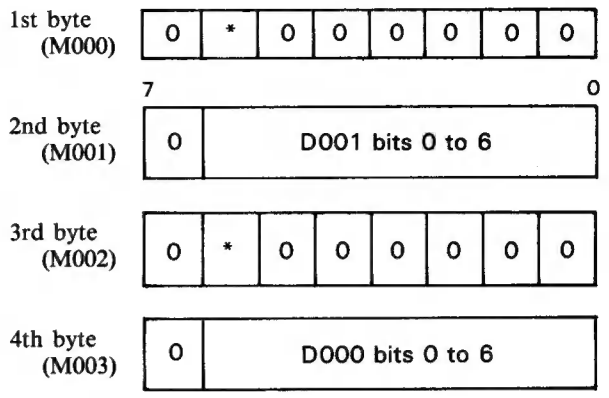 1st byte
(M000)
0 * 0 0 0 0 0 0
7 0
2nd byte
(M001)
0 D001 bits 0 to 6
3rd byte
(M002)
0 * 0 0 0 0 0 0
4th byte
(M003)
0 D000 bits 0 to 6